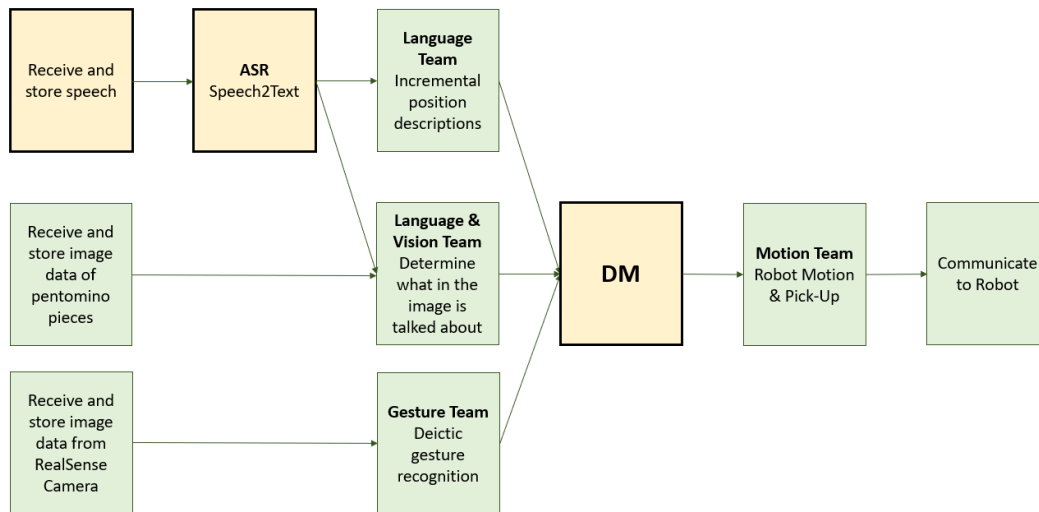 Receive and
store speech
ASR
Speech2Text
Language
Team
Incremental
position
descriptions
Receive and
store image
data of
pentomino
pieces
Language &
Vision Team
Determine
what in the
image is
talked about
DM
Motion Team
Robot Motion
& Pick-Up
Communicate
to Robot
Receive and
store image
data from
RealSense
Camera
Gesture Team
Deictic
gesture
recognition